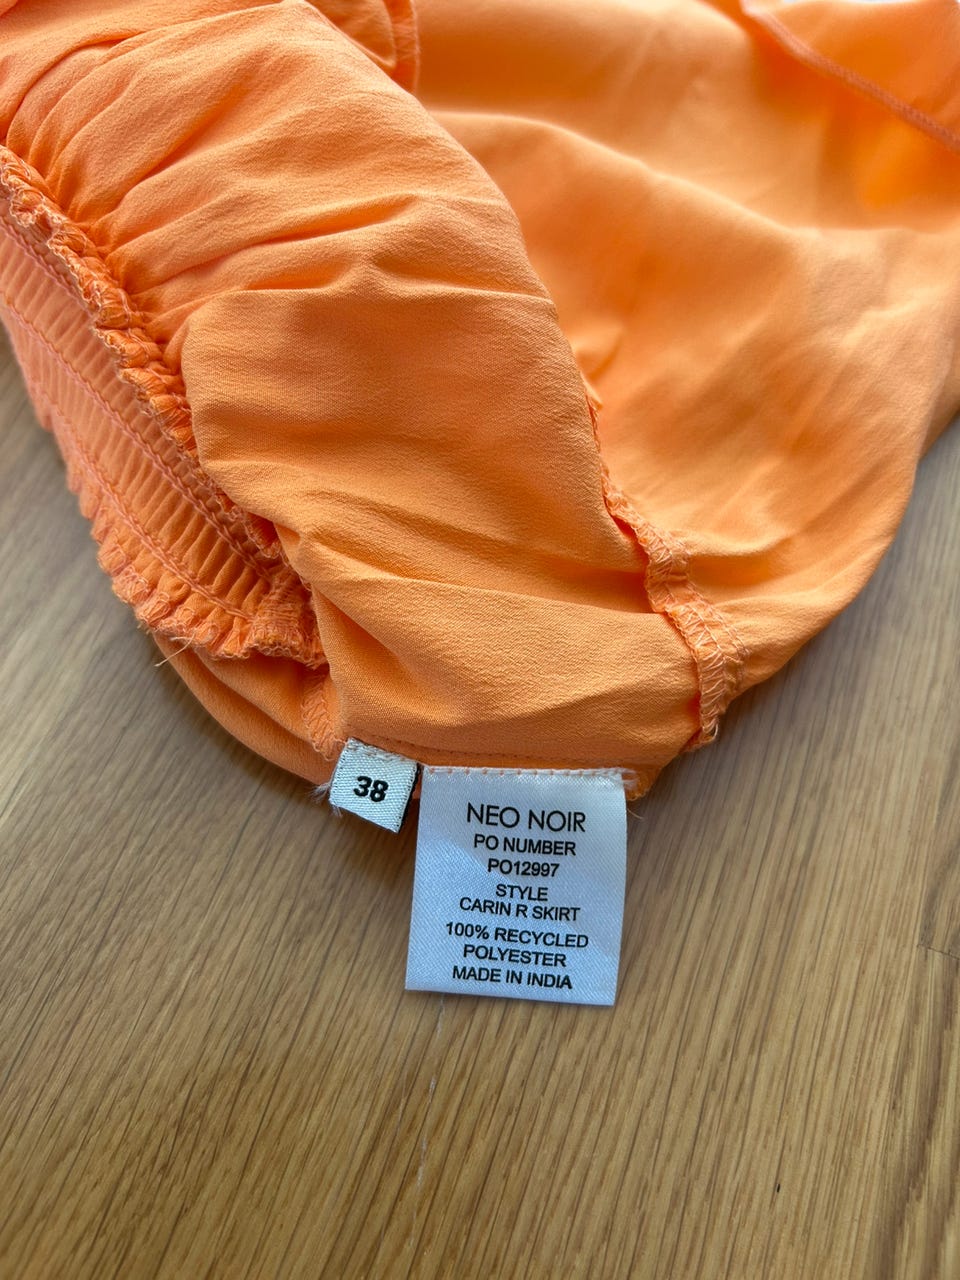 38
NEO NOIR
PO NUMBER
PO12997
STYLE
CARIN R SKIRT
100% RECYCLED
POLYESTER
MADE IN INDIA